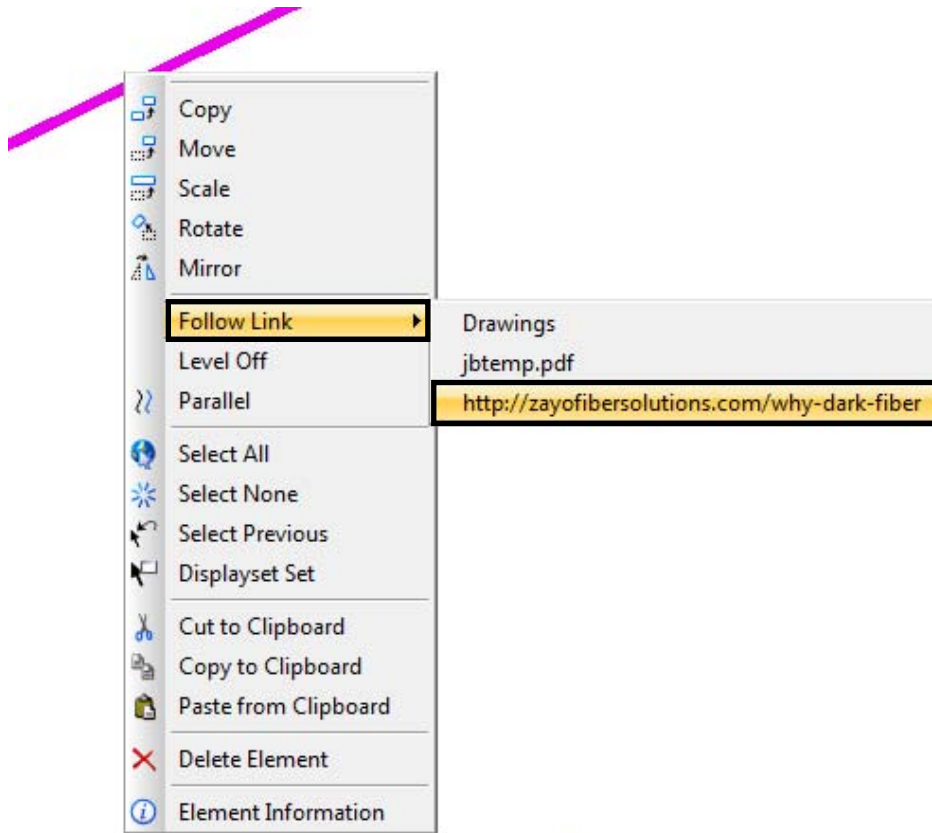 Copy
Move
Scale
Rotate
Mirror
Follow Link
Level Off
Parallel
Select All
Select None
Select Previous
Displayset Set
Cut to Clipboard
Copy to Clipboard
Paste from Clipboard
Delete Element
Element Information
Drawings
jbtemp.pdf
http://zayofibersolutions.com/why-dark-fiber